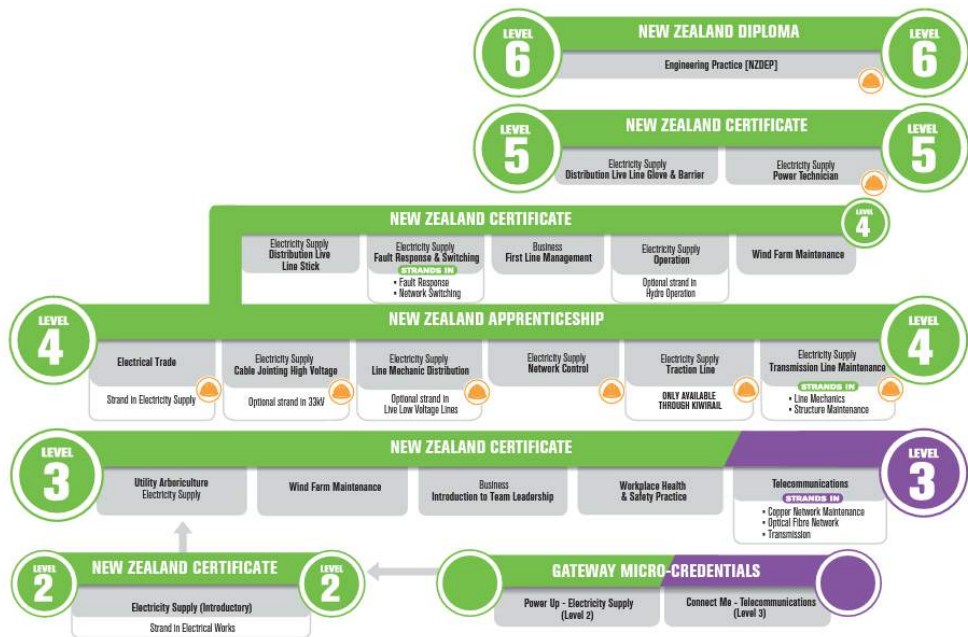 LEVEL
6
NEW ZEALAND DIPLOMA
LEVEL
6
Engineering Practice [NZDEP]
LEVEL
5
NEW ZEALAND CERTIFICATE
LEVEL
5
Electricity Supply
Distribution Live Line Glove & Barrier
Electricity Supply
Power Technician
NEW ZEALAND CERTIFICATE
LEVEL
4
Electricity Supply
Distribution Live
Line Stick
Electricity Supply
Fault Response & Switching
STRANDS IN
• Fault Response
• Network Switching
Business
First Line Management
Electricity Supply
Operation
Optional strand in
Hydro Operation
Wind Farm Maintenance
LEVEL
4
NEW ZEALAND APPRENTICESHIP
LEVEL
4
Electrical Trade
Strand in Electricity Supply
Electricity Supply
Cable Jointing High Voltage
Optional strand in 33kV
Electricity Supply
Line Mechanic Distribution
Optional strand in
Live Low Voltage Lines
Electricity Supply
Network Control
Electricity Supply
Traction Line
ONLY AVAILABLE
THROUGH KIWIRAIL
Electricity Supply
Transmission Line Maintenance
STRANDS IN
• Line Mechanics
• Structure Maintenance
LEVEL
3
NEW ZEALAND CERTIFICATE
LEVEL
3
Utility Arboriculture
Electricity Supply
Wind Farm Maintenance
Business
Introduction to Team Leadership
Workplace Health
& Safety Practice
Telecommunications
STRANDS IN
• Copper Network Maintenance
• Optical Fibre Network
• Transmission
LEVEL
2
NEW ZEALAND CERTIFICATE
LEVEL
2
Electricity Supply (Introductory)
Strand in Electrical Works
GATEWAY MICRO-CREDENTIALS
Power Up - Electricity Supply
(Level 2)
Connect Me - Telecommunications
(Level 3)